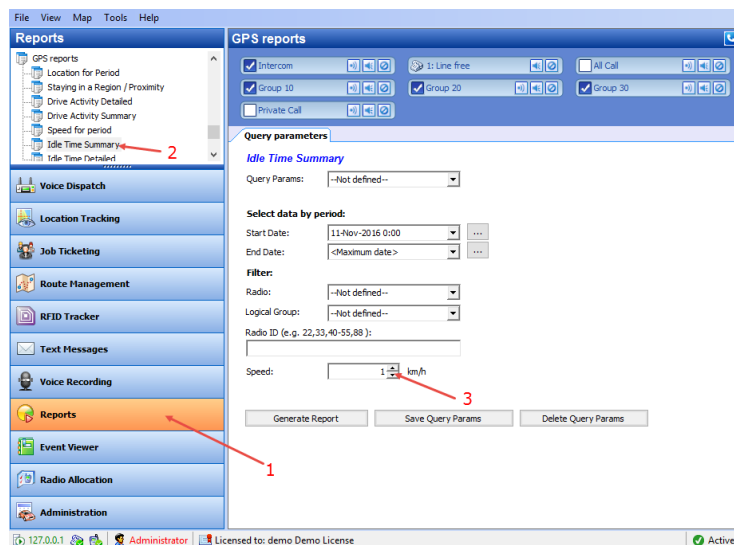 File View Map Tools Help
Reports
GPS reports
Location for Period
Staying in a Region / Proximity
Drive Activity Detailed
Drive Activity Summary
Speed for period
Idle Time Summary
Idle Time Detailed
2
Voice Dispatch
Location Tracking
Job Ticketing
Route Management
RFID Tracker
Text Messages
Voice Recording
Reports
Event Viewer
Radio Allocation
Administration
1
GPS reports
Intercom
1: Line free
All Call
Group 10
Group 20
Group 30
Private Call
Query parameters
Idle Time Summary
Query Params: --Not defined--
Select data by period:
Start Date: 11-Nov-2016 0:00 ...
End Date: <Maximum date> ...
Filter:
Radio: --Not defined--
Logical Group: --Not defined--
Radio ID (e.g. 22,33,40-55,88 ):
Speed: 1 km/h
3
Generate Report Save Query Params Delete Query Params
127.0.0.1 Administrator Licensed to: demo Demo License Active